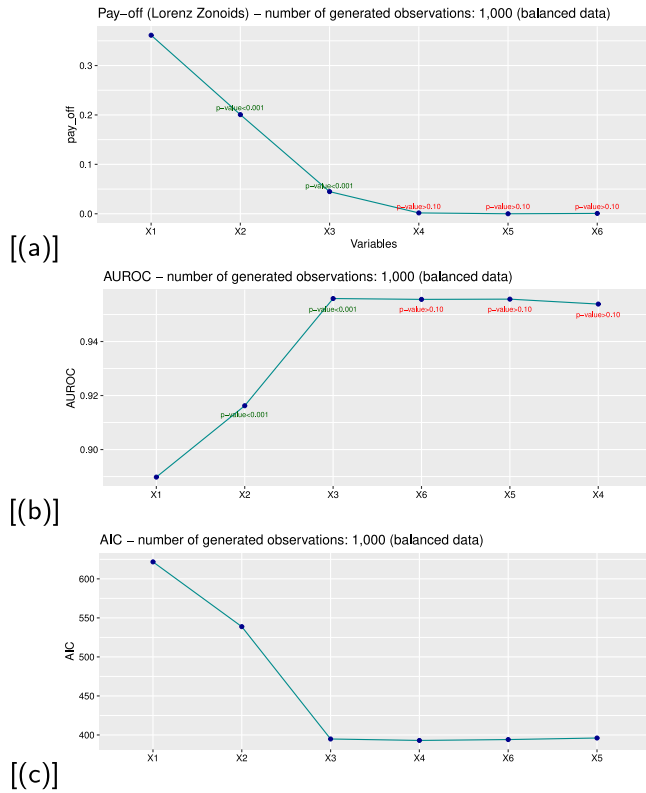 Pay−off (Lorenz Zonoids) − number of generated observations: 1,000 (balanced data)
pay_off
0.3
0.2
0.1
0.0
p−value<0.001
p−value<0.001
p−value>0.10
p−value>0.10
p−value>0.10
X1 X2 X3 X4 X5 X6
Variables
[(a)]
AUROC − number of generated observations: 1,000 (balanced data)
AUROC
0.94
0.92
0.90
p−value<0.001
p−value<0.001
p−value>0.10
p−value>0.10
p−value>0.10
X1 X2 X3 X6 X5 X4
[(b)]
AIC − number of generated observations: 1,000 (balanced data)
AIC
600
550
500
450
400
X1 X2 X3 X4 X6 X5
[(c)]